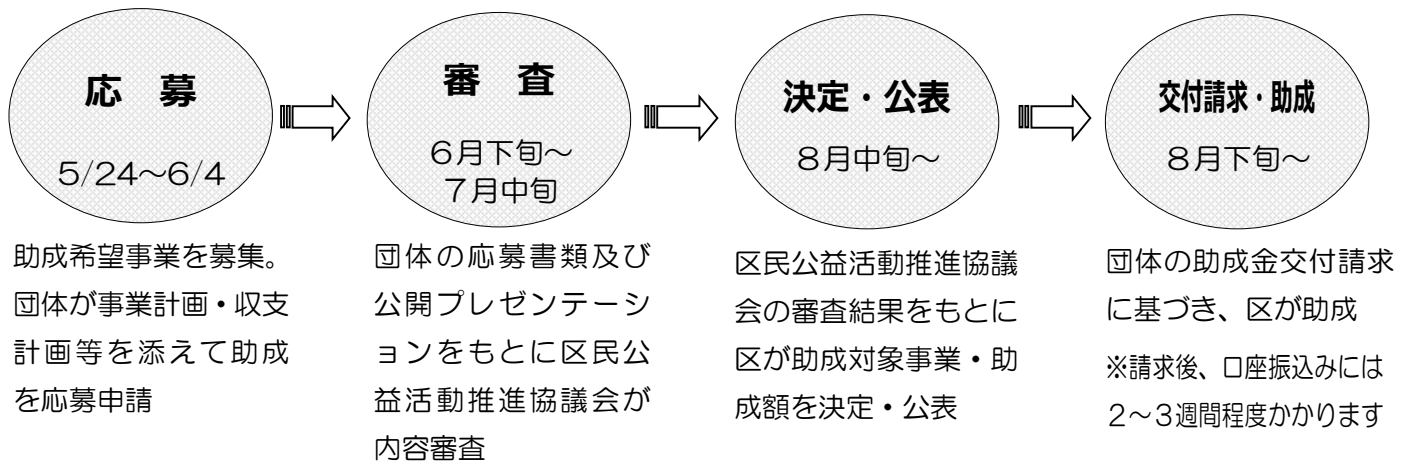 応　募
5/24～6/4
助成希望事業を募集。
団体が事業計画・収支
計画等を添えて助成
を応募申請
審　査
６月下旬～
７月中旬
団体の応募書類及び
公開プレゼンテーシ
ョンをもとに区民公
益活動推進協議会が
内容審査
決定・公表
８月中旬～
区民公益活動推進協議
会の審査結果をもとに
区が助成対象事業・助
成額を決定・公表
交付請求・助成
８月下旬～
団体の助成金交付請求
に基づき、区が助成
※請求後、口座振込みには
２～３週間程度かかります